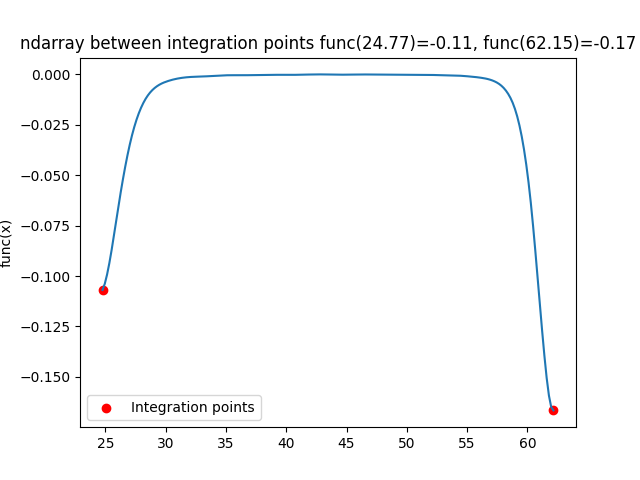 ndarray between integration points func(24.77)=-0.11, func(62.15)=-0.17
0.000
−0.025
−0.050
−0.075
−0.100
−0.125
−0.150
func(x)
Integration points
25 30 35 40 45 50 55 60